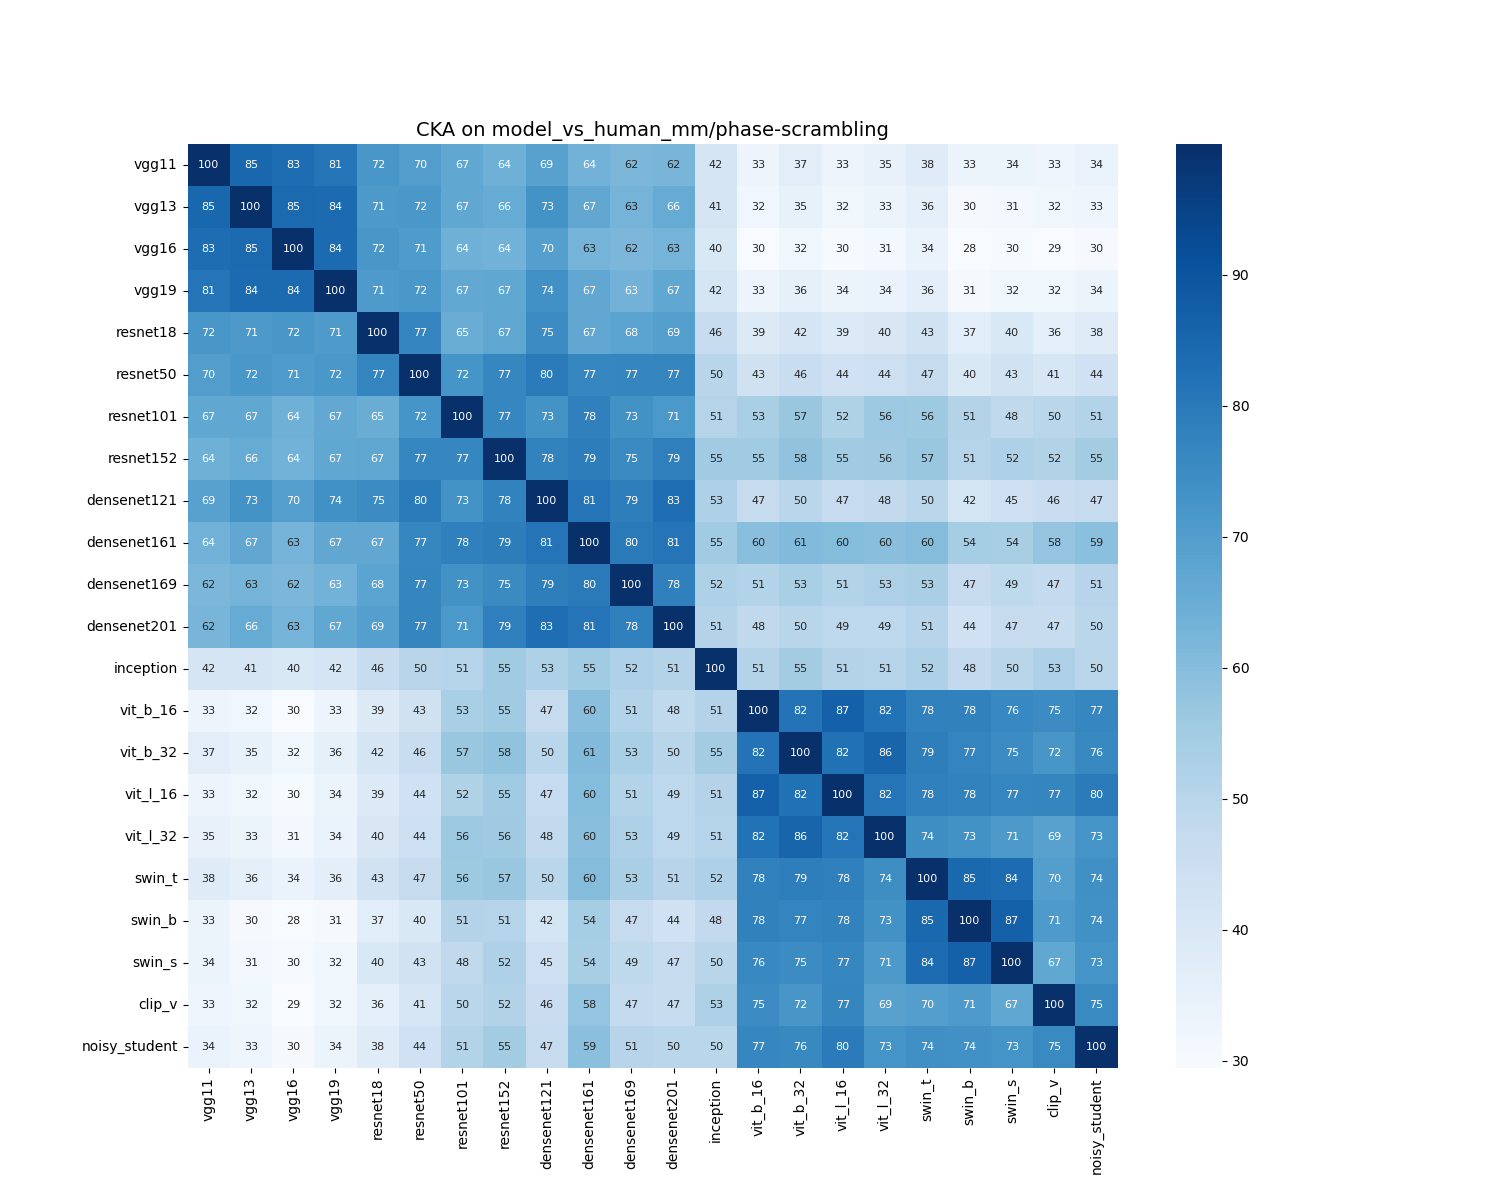 CKA on model_vs_human_mm/phase-scrambling
vgg11 100 85 83 81 72 70 67 64 69 64 62 62 42 33 37 33 35 38 33 34 33 34
vgg13 85 100 85 84 71 72 67 66 73 67 63 66 41 32 35 32 33 36 30 31 32 33
vgg16 83 85 100 84 72 71 64 64 70 63 62 63 40 30 32 30 31 34 28 30 29 30
vgg19 81 84 84 100 71 72 67 67 74 67 63 67 42 33 36 34 34 36 31 32 32 34
resnet18 72 71 72 71 100 77 65 67 75 67 68 69 46 39 42 39 40 43 37 40 36 38
resnet50 70 72 71 72 77 100 72 77 80 77 77 77 50 43 46 44 44 47 40 43 41 44
resnet101 67 67 64 67 65 72 100 77 73 78 73 71 51 53 57 52 56 56 51 48 50 51
resnet152 64 66 64 67 67 77 77 100 78 79 75 79 55 55 58 55 56 57 51 52 52 55
densenet121 69 73 70 74 75 80 73 78 100 81 79 83 53 47 50 47 48 50 42 45 46 47
densenet161 64 67 63 67 67 77 78 79 81 100 80 81 55 60 61 60 60 60 54 54 58 59
densenet169 62 63 62 63 68 77 73 75 79 80 100 78 52 51 53 51 53 53 47 49 47 51
densenet201 62 66 63 67 69 77 71 79 83 81 78 100 51 48 50 49 49 51 44 47 47 50
inception 42 41 40 42 46 50 51 55 53 55 52 51 100 51 55 51 51 52 48 50 53 50
vit_b_16 33 32 30 33 39 43 53 55 47 60 51 48 51 100 82 87 82 78 78 76 75 77
vit_b_32 37 35 32 36 42 46 57 58 50 61 53 50 55 82 100 82 86 79 77 75 72 76
vit_l_16 33 32 30 34 39 44 52 55 47 60 51 49 51 87 82 100 82 78 78 77 77 80
vit_l_32 35 33 31 34 40 44 56 56 48 60 53 49 51 82 86 82 100 74 73 71 69 73
swin_t 38 36 34 36 43 47 56 57 50 60 53 51 52 78 79 78 74 100 85 84 70 74
swin_b 33 30 28 31 37 40 51 51 42 54 47 44 48 78 77 78 73 85 100 87 71 74
swin_s 34 31 30 32 40 43 48 52 45 54 49 47 50 76 75 77 71 84 87 100 67 73
clip_v 33 32 29 32 36 41 50 52 46 58 47 47 53 75 72 77 69 70 71 67 100 75
noisy_student 34 33 30 34 38 44 51 55 47 59 51 50 50 77 76 80 73 74 74 73 75 100
vgg11 vgg13 vgg16 vgg19 resnet18 resnet50 resnet101 resnet152 densenet121 densenet161 densenet169 densenet201 inception vit_b_16 vit_b_32 vit_l_16 vit_l_32 swin_t swin_b swin_s clip_v noisy_student
90
80
70
60
50
40
30